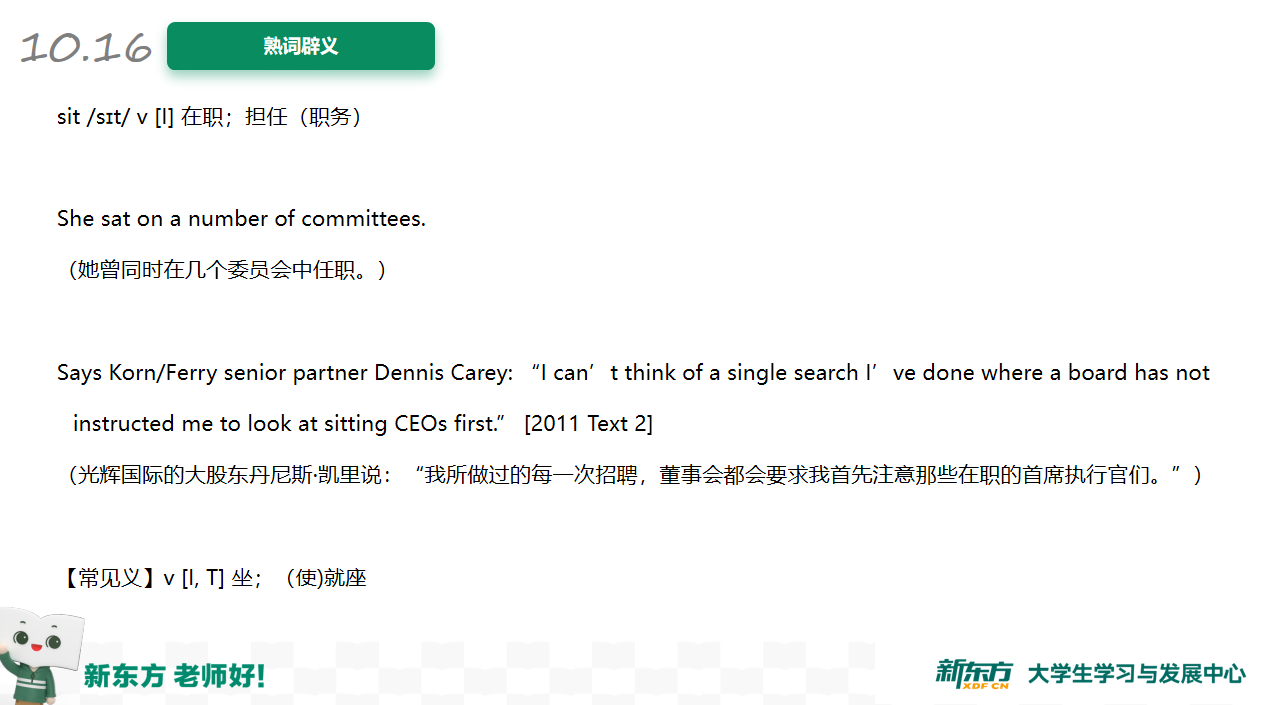 10.16 熟词辟义
sit /sɪt/ v [I] 在职；担任（职务）
She sat on a number of committees.
（她曾同时在几个委员会中任职。）
Says Korn/Ferry senior partner Dennis Carey: “I can’t think of a single search I’ve done where a board has not
instructed me to look at sitting CEOs first.” [2011 Text 2]
（光辉国际的大股东丹尼斯·凯里说：“我所做过的每一次招聘，董事会都会要求我首先注意那些在职的首席执行官们。”）
【常见义】v [I, T] 坐；（使)就座
新东方 老师好!
新东方 XDF.CN 大学生学习与发展中心